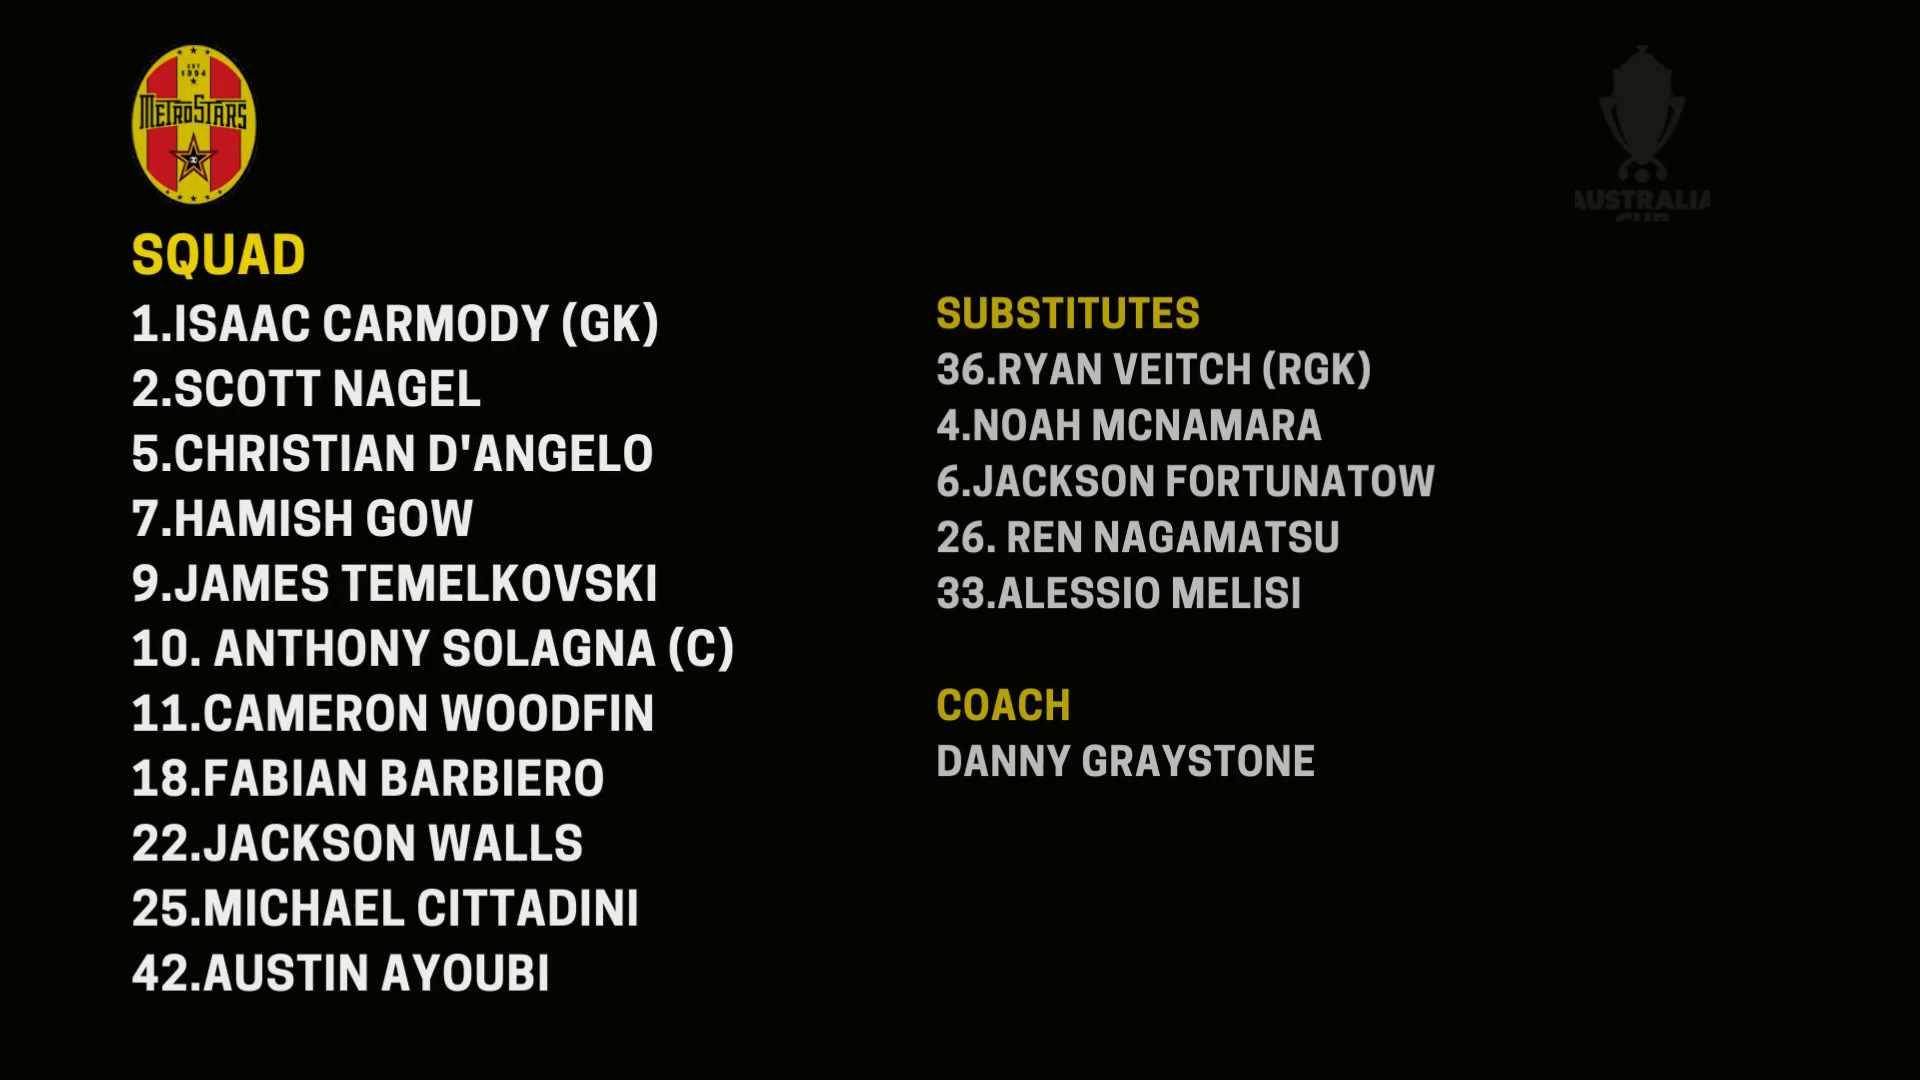 EST
1994
METROSTARS
SQUAD
1.ISAAC CARMODY (GK)
2.SCOTT NAGEL
5.CHRISTIAN D'ANGELO
7.HAMISH GOW
9.JAMES TEMELKOVSKI
10. ANTHONY SOLAGNA (C)
11.CAMERON WOODFIN
18.FABIAN BARBIERO
22.JACKSON WALLS
25.MICHAEL CITTADINI
42.AUSTIN AYOUBI
AUSTRALIA
CUP
SUBSTITUTES
36.RYAN VEITCH (RGK)
4.NOAH MCNAMARA
6.JACKSON FORTUNATOW
26. REN NAGAMATSU
33.ALESSIO MELISI
COACH
DANNY GRAYSTONE